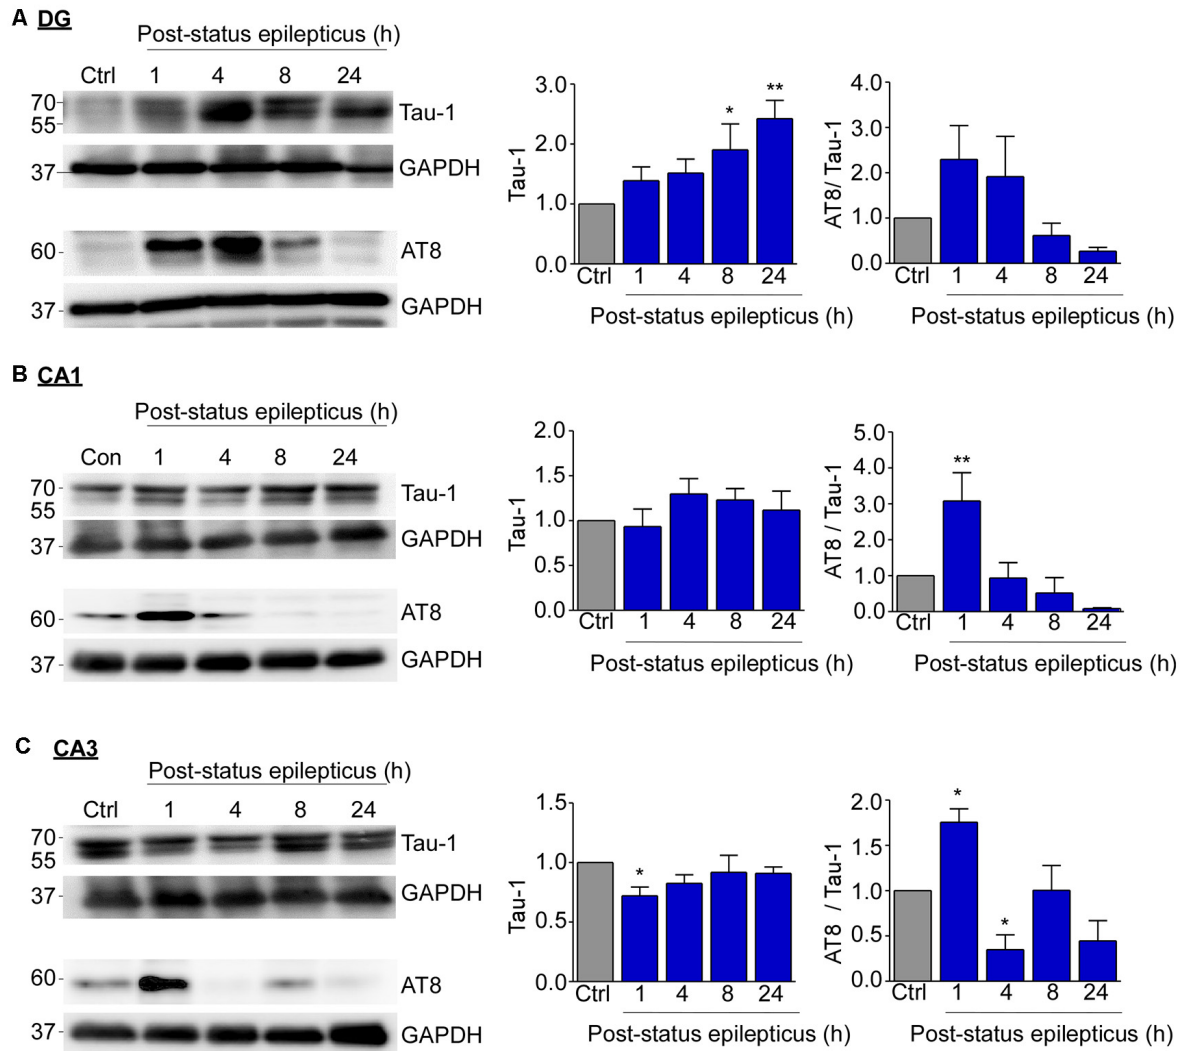 A DG
Post-status epilepticus (h)
Ctrl 1 4 8 24
70
55
Tau-1
37
GAPDH
60
AT8
37
GAPDH
3.0
2.0
1.0
0.0
Tau-1
* **
Ctrl 1 4 8 24
Post-status epilepticus (h)
4.0
3.0
2.0
1.0
0.0
AT8/ Tau-1
Ctrl 1 4 8 24
Post-status epilepticus (h)
B CA1
Post-status epilepticus (h)
Con 1 4 8 24
70
55
Tau-1
37
GAPDH
60
AT8
37
GAPDH
2.0
1.5
1.0
0.5
0.0
Tau-1
Ctrl 1 4 8 24
Post-status epilepticus (h)
5.0
4.0
3.0
2.0
1.0
0.0
AT8 / Tau-1
**
Ctrl 1 4 8 24
Post-status epilepticus (h)
C CA3
Post-status epilepticus (h)
Ctrl 1 4 8 24
70
55
Tau-1
37
GAPDH
60
AT8
37
GAPDH
1.5
1.0
0.5
0.0
Tau-1
*
Ctrl 1 4 8 24
Post-status epilepticus (h)
2.0
1.5
1.0
0.5
0.0
AT8 / Tau-1
* *
Ctrl 1 4 8 24
Post-status epilepticus (h)